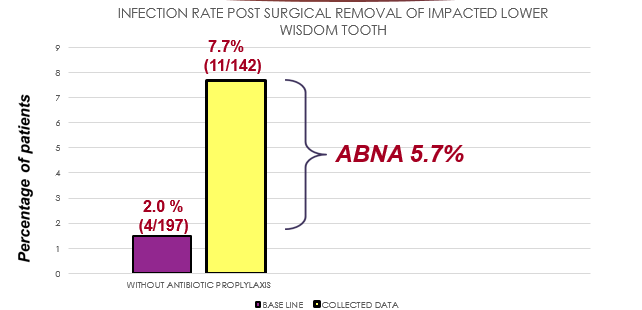 INFECTION RATE POST SURGICAL REMOVAL OF IMPACTED LOWER
WISDOM TOOTH
Percentage of patients
9
8
7
6
5
4
3
2
1
0
7.7%
(11/142)
2.0 %
(4/197)
ABNA 5.7%
WITHOUT ANTIBIOTIC PROPLYLAXIS
BASE LINE
COLLECTED DATA